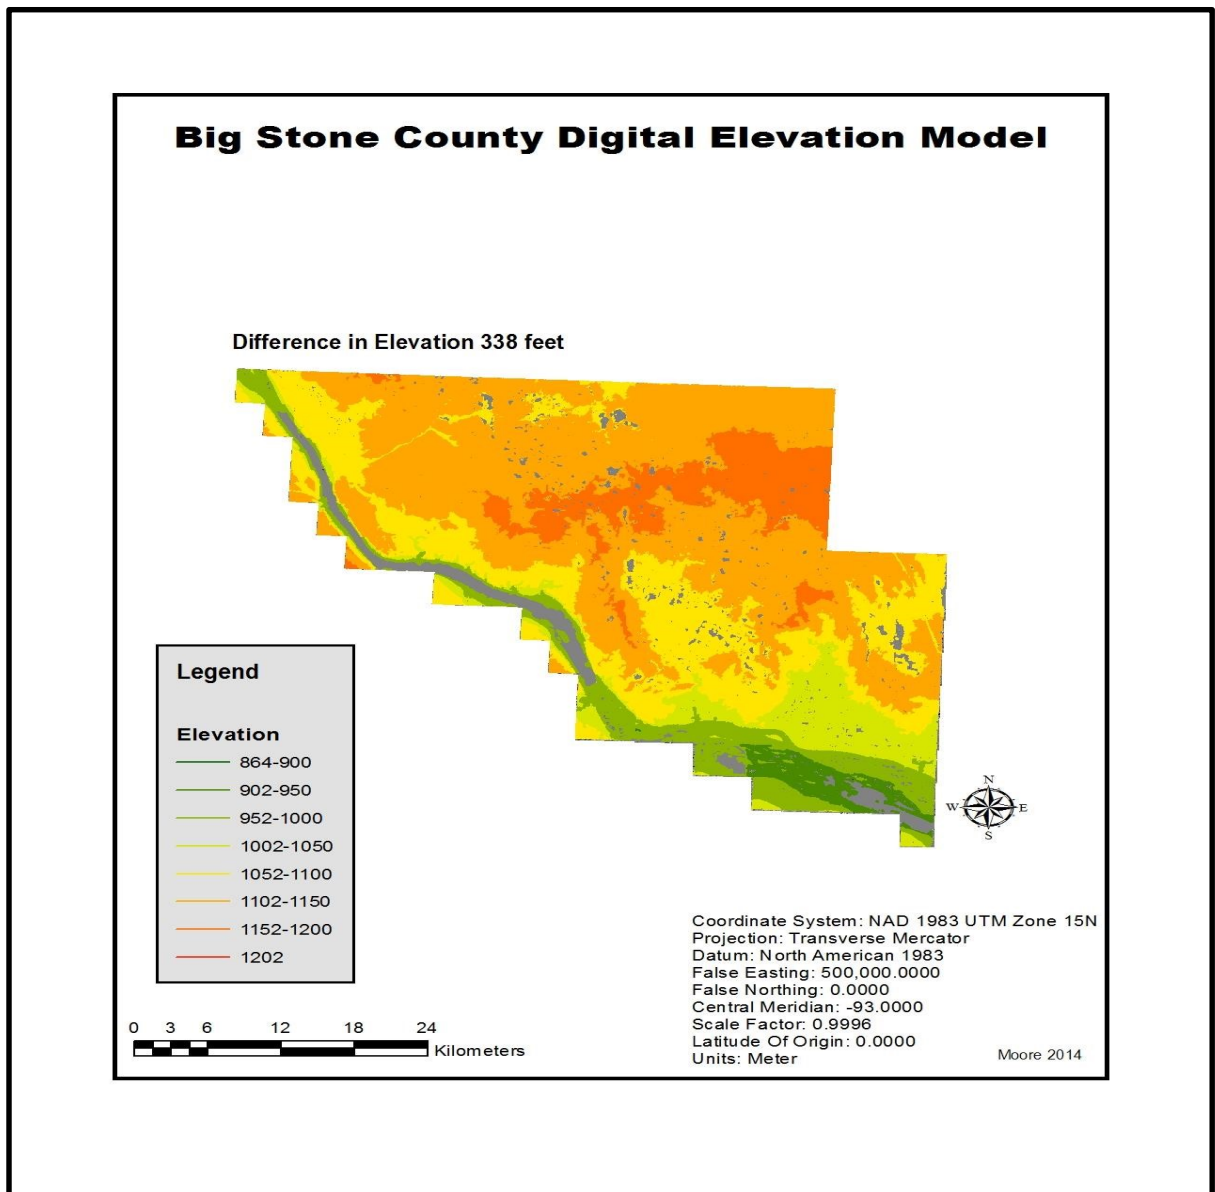 Big Stone County Digital Elevation Model
Difference in Elevation 338 feet
Legend
Elevation
864-900
902-950
952-1000
1002-1050
1052-1100
1102-1150
1152-1200
1202
N
W
E
S
0 3 6 12 18 24
Kilometers
Coordinate System: NAD 1983 UTM Zone 15N
Projection: Transverse Mercator
Datum: North American 1983
False Easting: 500,000.0000
False Northing: 0.0000
Central Meridian: -93.0000
Scale Factor: 0.9996
Latitude Of Origin: 0.0000
Units: Meter
Moore 2014